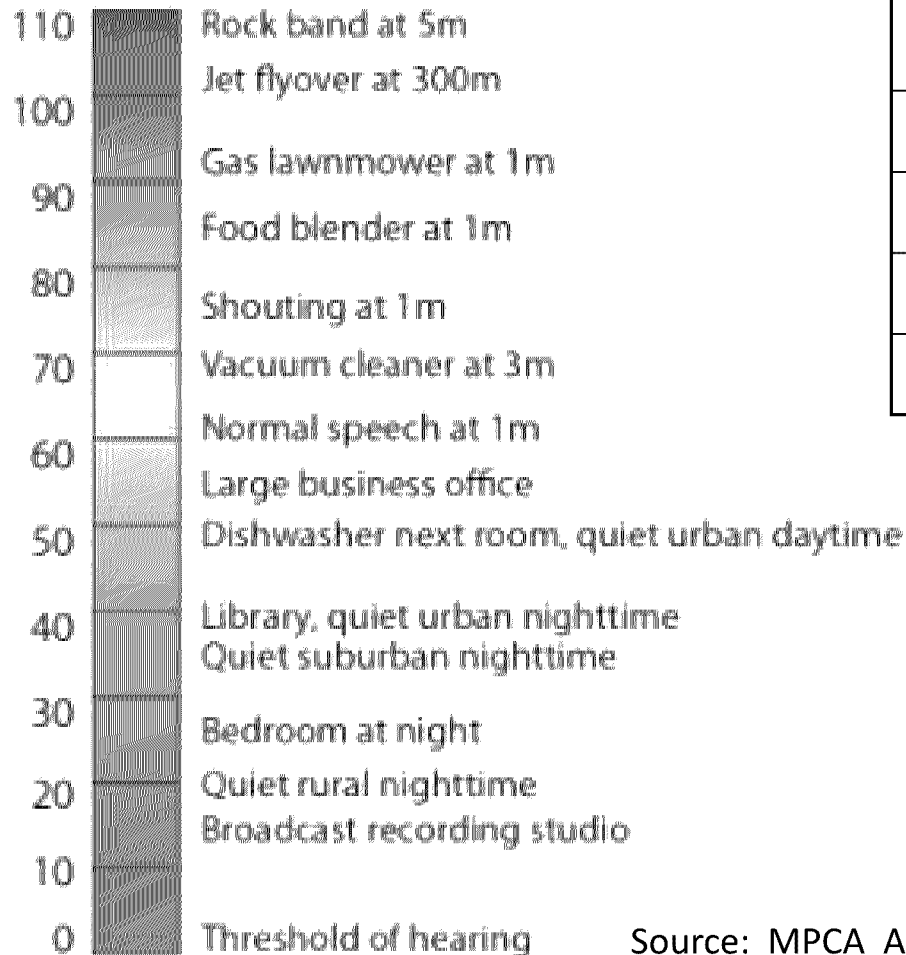 110 Rock band at 5m
Jet flyover at 300m
100
Gas lawnmower at 1m
90
Food blender at 1m
80
Shouting at 1m
70 Vacuum cleaner at 3m
Normal speech at 1m
60
Large business office
50 Dishwasher next room, quiet urban daytime
40 Library, quiet urban nighttime
Quiet suburban nighttime
30
Bedroom at night
20 Quiet rural nighttime
Broadcast recording studio
10
0 Threshold of hearing
Source: MPCA A